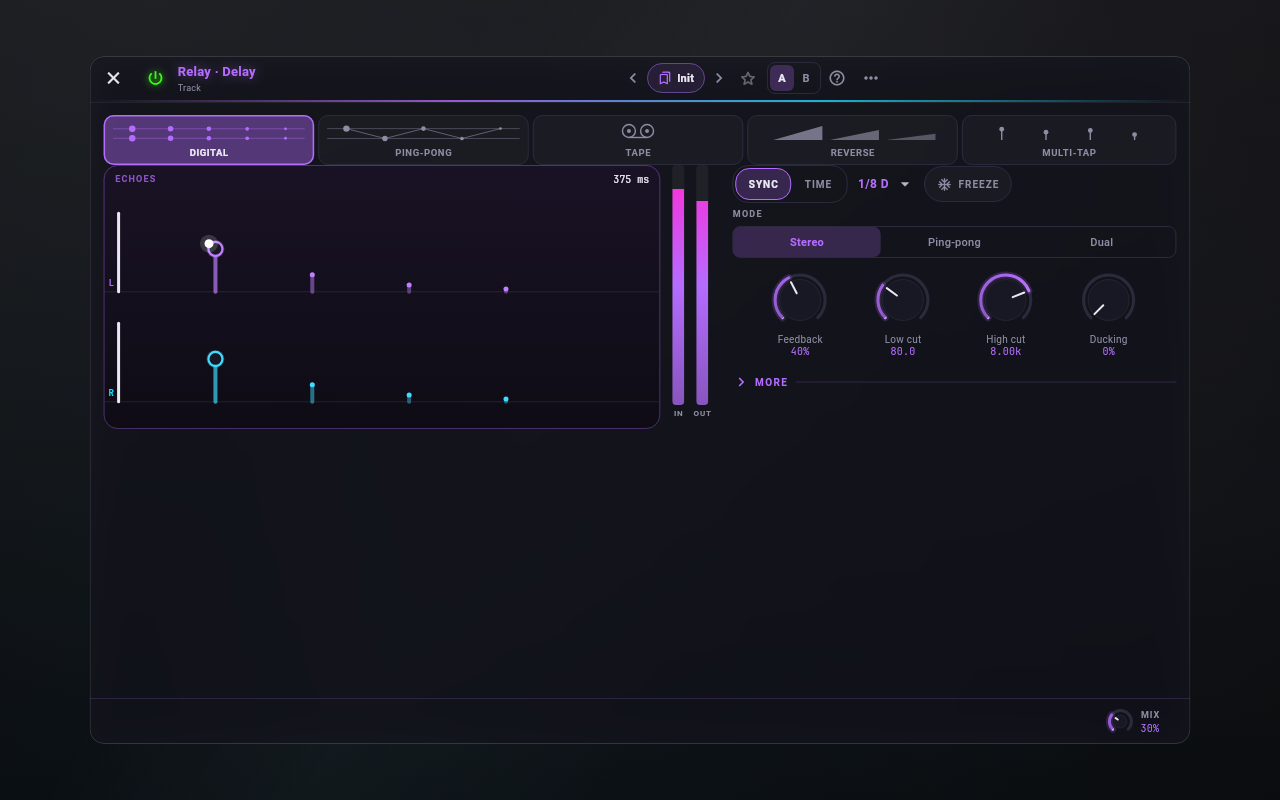 Relay · Delay
Track
Init
A
B
DIGITAL
PING-PONG
TAPE
REVERSE
MULTI-TAP
ECHOES
375 ms
L
R
IN
OUT
SYNC
TIME
1/8 D
FREEZE
MODE
Stereo
Ping-pong
Dual
Feedback
40%
Low cut
80.0
High cut
8.00k
Ducking
0%
MORE
MIX
30%